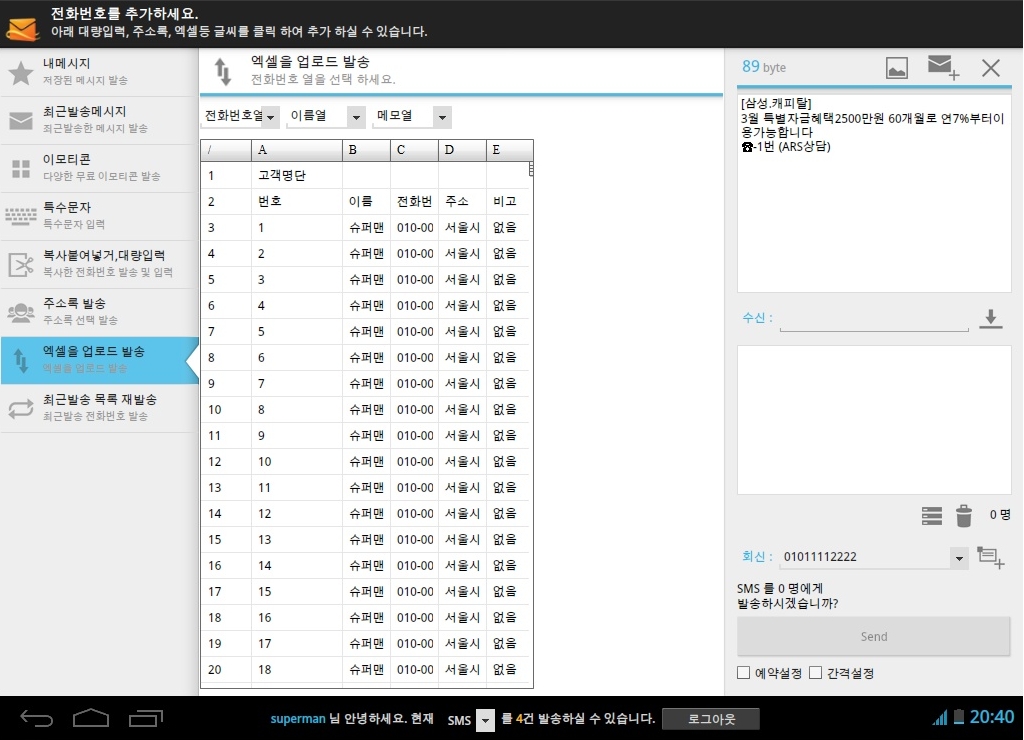 전화번호를 추가하세요.
아래 대량입력, 주소록, 엑셀등 글씨를 클릭 하여 추가 하실 수 있습니다.
내메시지
저장된 메시지 발송
최근발송메시지
최근발송한 메시지 발송
이모티콘
다양한 무료 이모티콘 발송
특수문자
특수문자 입력
복사붙여넣거,대량입력
복사한 전화번호 발송 및 입력
주소록 발송
주소록 선택 발송
엑셀을 업로드 발송
엑셀을 업로드 발송
최근발송 목록 재발송
최근발송 전화번호 발송
엑셀을 업로드 발송
전화번호 열을 선택 하세요.
전화번호열 이름열 메모열
/ A B C D E
1 고객명단
2 번호 이름 전화번 주소 비고
3 1 슈퍼맨 010-00 서울시 없음
4 2 슈퍼맨 010-00 서울시 없음
5 3 슈퍼맨 010-00 서울시 없음
6 4 슈퍼맨 010-00 서울시 없음
7 5 슈퍼맨 010-00 서울시 없음
8 6 슈퍼맨 010-00 서울시 없음
9 7 슈퍼맨 010-00 서울시 없음
10 8 슈퍼맨 010-00 서울시 없음
11 9 슈퍼맨 010-00 서울시 없음
12 10 슈퍼맨 010-00 서울시 없음
13 11 슈퍼맨 010-00 서울시 없음
14 12 슈퍼맨 010-00 서울시 없음
15 13 슈퍼맨 010-00 서울시 없음
16 14 슈퍼맨 010-00 서울시 없음
17 15 슈퍼맨 010-00 서울시 없음
18 16 슈퍼맨 010-00 서울시 없음
19 17 슈퍼맨 010-00 서울시 없음
20 18 슈퍼맨 010-00 서울시 없음
89 byte
[삼성.캐피탈]
3월 특별자금혜택2500만원 60개월로 연7%부터이
용가능합니다
☎-1번 (ARS상담)
수신 :
0 명
회신 : 01011112222
SMS 를 0 명에게
발송하시겠습니까?
Send
예약설정 간격설정
superman 님 안녕하세요. 현재 SMS 를 4건 발송하실 수 있습니다. 로그아웃
20:40